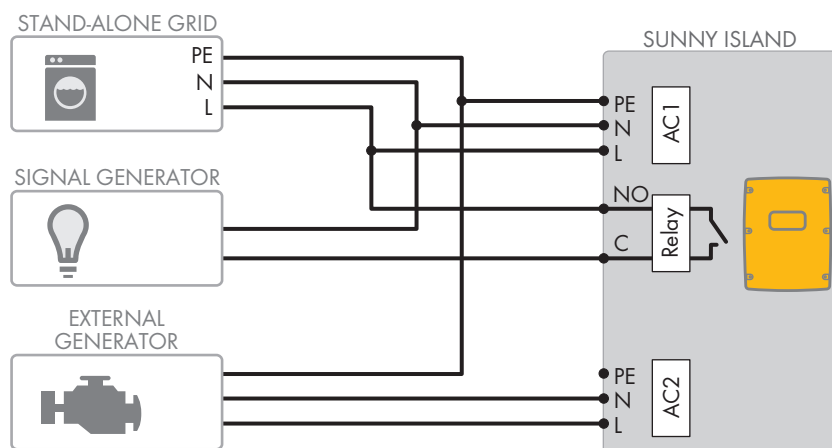 STAND-ALONE GRID
PE
N
L
SIGNAL GENERATOR
EXTERNAL
GENERATOR
SUNNY ISLAND
PE
N
L
AC1
NO
C
Relay
PE
N
L
AC2